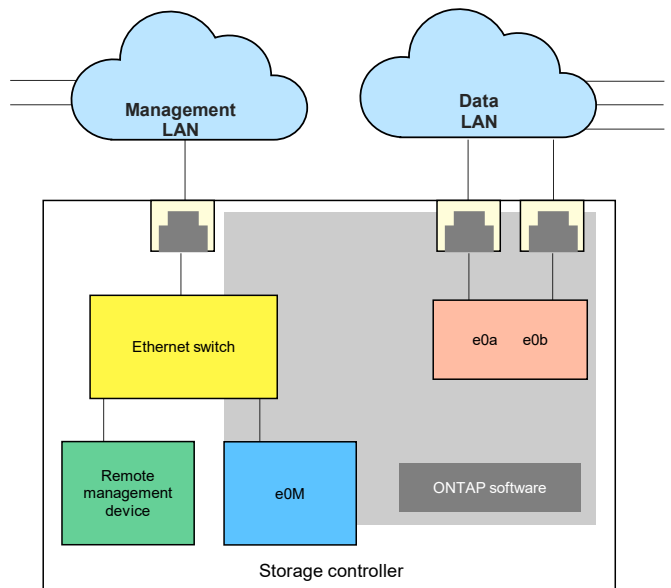 Management
LAN
Data
LAN
Ethernet switch
e0a e0b
Remote
management
device
e0M
ONTAP software
Storage controller